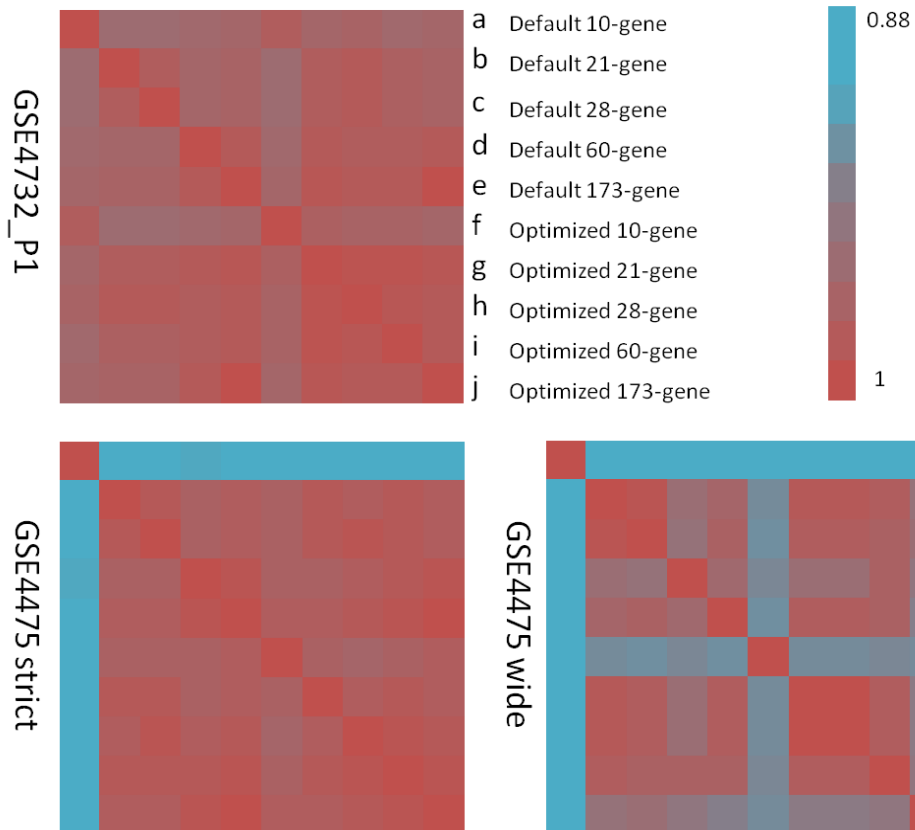 a Default 10-gene
b Default 21-gene
c Default 28-gene
d Default 60-gene
e Default 173-gene
f Optimized 10-gene
g Optimized 21-gene
h Optimized 28-gene
i Optimized 60-gene
j Optimized 173-gene
0.88
1
GSE4732_P1
GSE4475 strict
GSE4475 wide